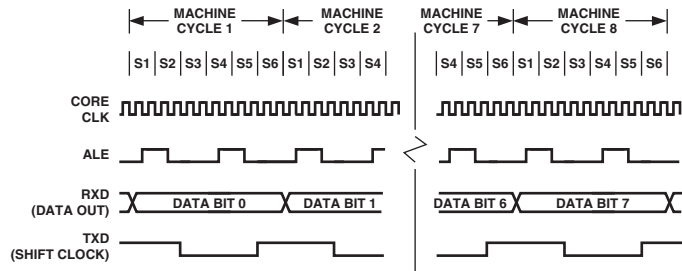 MACHINE CYCLE 1
MACHINE CYCLE 2
MACHINE CYCLE 7
MACHINE CYCLE 8
S1 S2 S3 S4 S5 S6 S1 S2 S3 S4
S4 S5 S6 S1 S2 S3 S4 S5 S6
CORE CLK
ALE
RXD (DATA OUT)
DATA BIT 0
DATA BIT 1
DATA BIT 6
DATA BIT 7
TXD (SHIFT CLOCK)